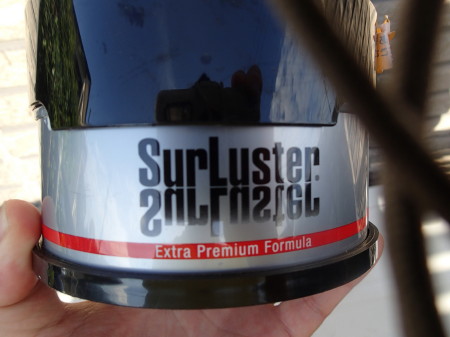 SurLuster
Extra Premium Formula